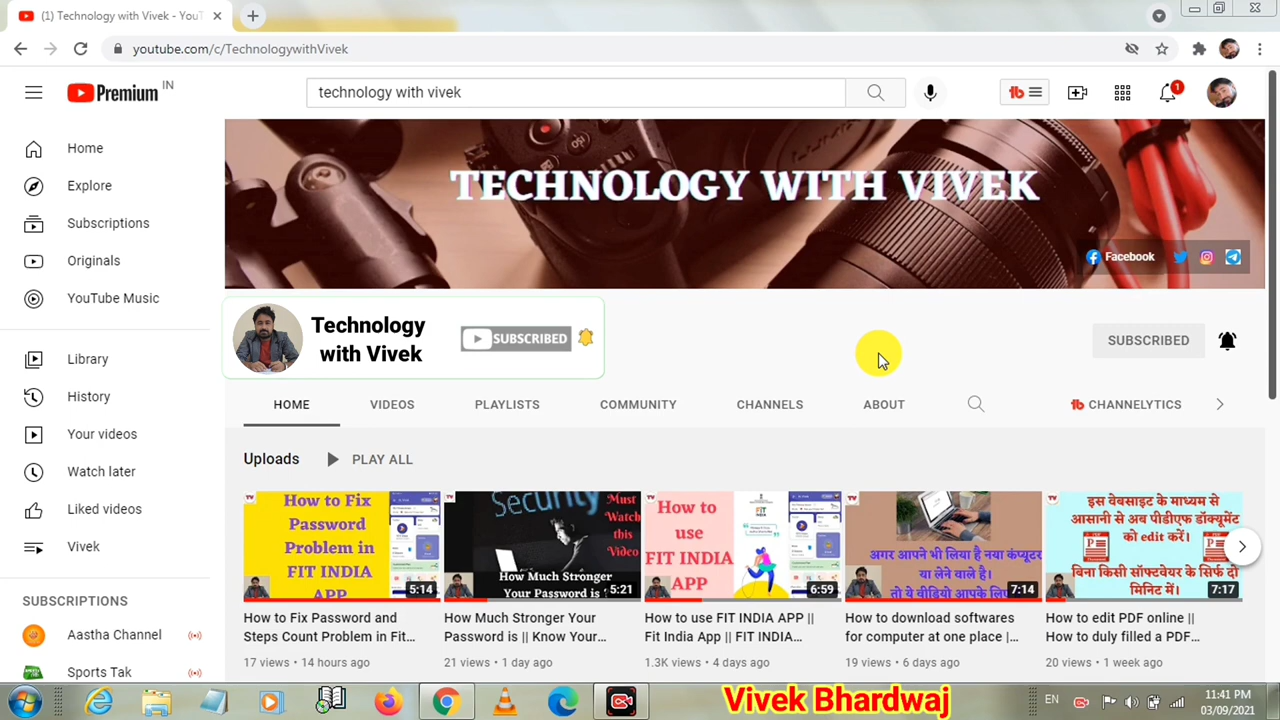 (1) Technology with Vivek - YouT
youtube.com/c/TechnologywithVivek
Premium IN
technology with vivek
1
Home
Explore
Subscriptions
Originals
YouTube Music
Library
History
Your videos
Watch later
Liked videos
Vivek
SUBSCRIPTIONS
Aastha Channel
Sports Tak
TECHNOLOGY WITH VIVEK
Facebook
Technology
with Vivek
SUBSCRIBED
SUBSCRIBED
HOME VIDEOS PLAYLISTS COMMUNITY CHANNELS ABOUT CHANNELYTICS
Uploads PLAY ALL
How to Fix
Password
Problem in
FIT INDIA
APP
5:14
Security
Must
Watch
this
Video
How Much Stronger
Your Password is
5:21
How to
use
FIT INDIA
APP
6:59
अगर आपने भी लिया है नया कंप्यूटर
या लेने वाले है।
तो ये वीडियो आपके लिए
7:14
इस वेबसाइट के माध्यम से
आसानी से अब पीडीएफ डॉक्यूमेंट
को edit करें।
बिना किसी सॉफ्टवेयर के सिर्फ दो
मिनिट में।
7:17
How to Fix Password and
Steps Count Problem in Fit...
17 views • 14 hours ago
How Much Stronger Your
Password is || Know Your...
21 views • 1 day ago
How to use FIT INDIA APP ||
Fit India App || FIT INDIA...
1.3K views • 4 days ago
How to download softwares
for computer at one place |...
19 views • 6 days ago
How to edit PDF online ||
How to duly filled a PDF...
20 views • 1 week ago
Vivek Bhardwaj
EN
11:41 PM
03/09/2021